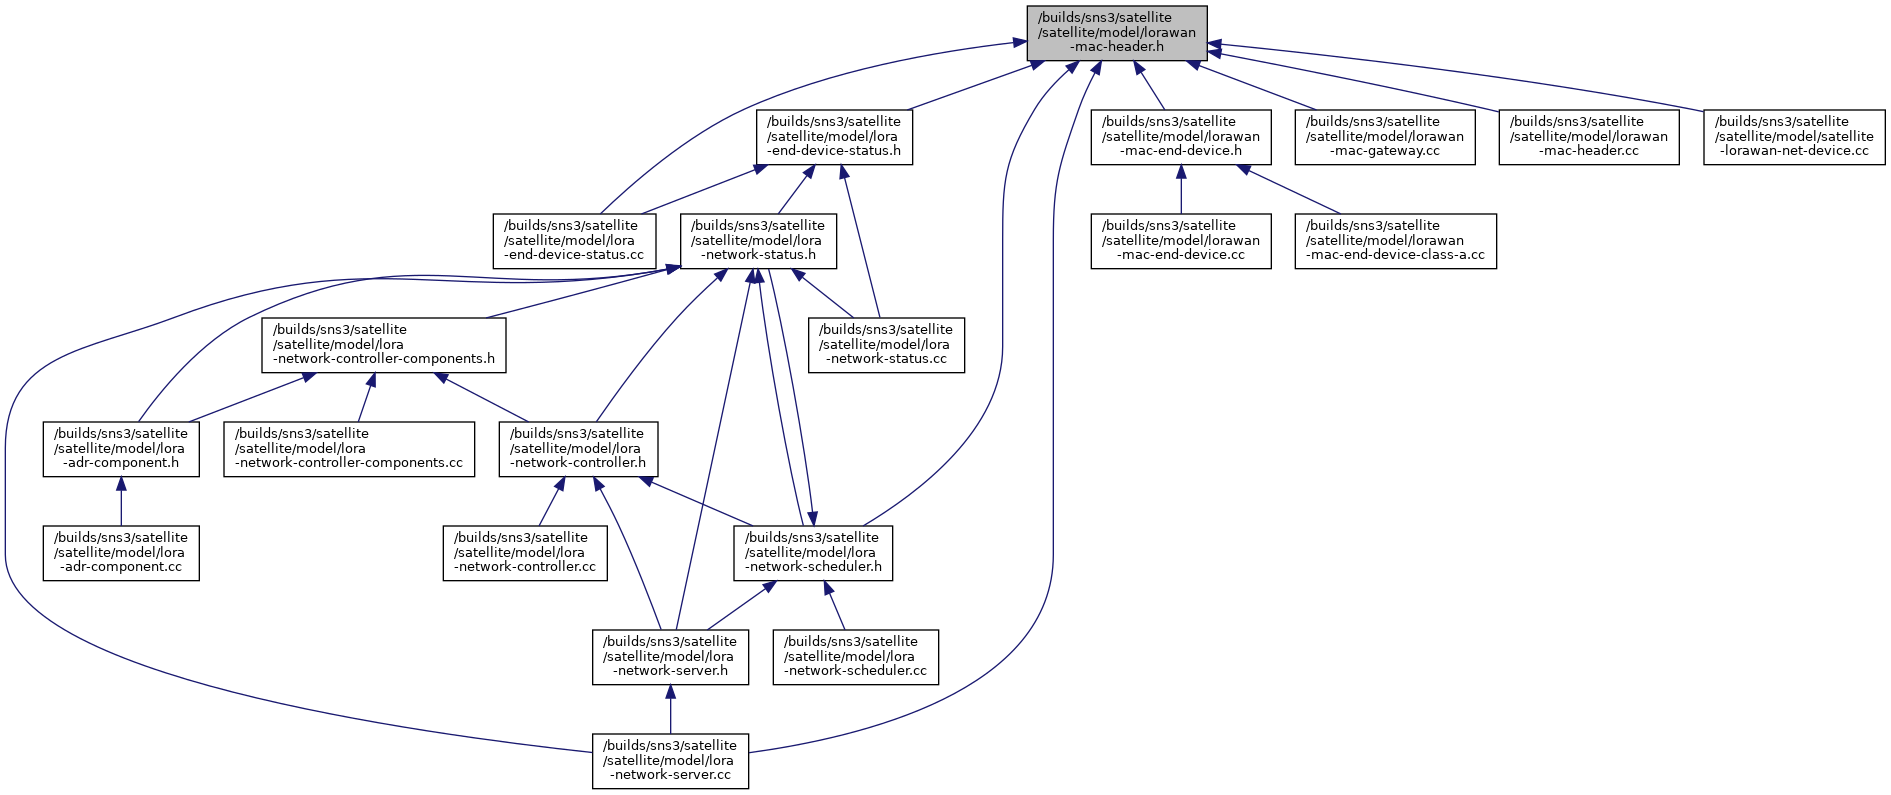 /builds/sns3/satellite
/satellite/model/lorawan
-mac-header.h
/builds/sns3/satellite
/satellite/model/lora
-end-device-status.h
/builds/sns3/satellite
/satellite/model/lorawan
-mac-end-device.h
/builds/sns3/satellite
/satellite/model/lorawan
-mac-gateway.cc
/builds/sns3/satellite
/satellite/model/lorawan
-mac-header.cc
/builds/sns3/satellite
/satellite/model/satellite
-lorawan-net-device.cc
/builds/sns3/satellite
/satellite/model/lora
-end-device-status.cc
/builds/sns3/satellite
/satellite/model/lora
-network-status.h
/builds/sns3/satellite
/satellite/model/lorawan
-mac-end-device.cc
/builds/sns3/satellite
/satellite/model/lorawan
-mac-end-device-class-a.cc
/builds/sns3/satellite
/satellite/model/lora
-network-controller-components.h
/builds/sns3/satellite
/satellite/model/lora
-network-status.cc
/builds/sns3/satellite
/satellite/model/lora
-adr-component.h
/builds/sns3/satellite
/satellite/model/lora
-network-controller-components.cc
/builds/sns3/satellite
/satellite/model/lora
-network-controller.h
/builds/sns3/satellite
/satellite/model/lora
-adr-component.cc
/builds/sns3/satellite
/satellite/model/lora
-network-controller.cc
/builds/sns3/satellite
/satellite/model/lora
-network-scheduler.h
/builds/sns3/satellite
/satellite/model/lora
-network-server.h
/builds/sns3/satellite
/satellite/model/lora
-network-scheduler.cc
/builds/sns3/satellite
/satellite/model/lora
-network-server.cc